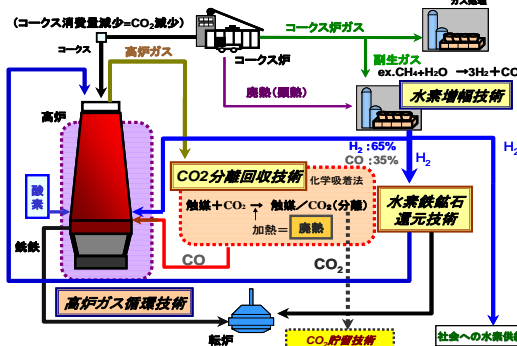 ガス処理
(コークス消費量減少=CO₂減少)
コークス炉ガス
コークス
高炉ガス
コークス炉
副生ガス
ex.CH₄+H₂O →3H₂+CO
廃熱(顕熱)
水素増幅技術
高炉
H₂ :65%
CO :35%
H₂
H₂
CO2分離回収技術
化学吸着法
触媒+CO₂ → 触媒/CO₂(分離)
加熱=
廃熱
水素鉄鉱石
還元技術
酸素
銑鉄
CO
CO₂
高炉ガス循環技術
転炉
CO₂貯留技術
社会への水素供給